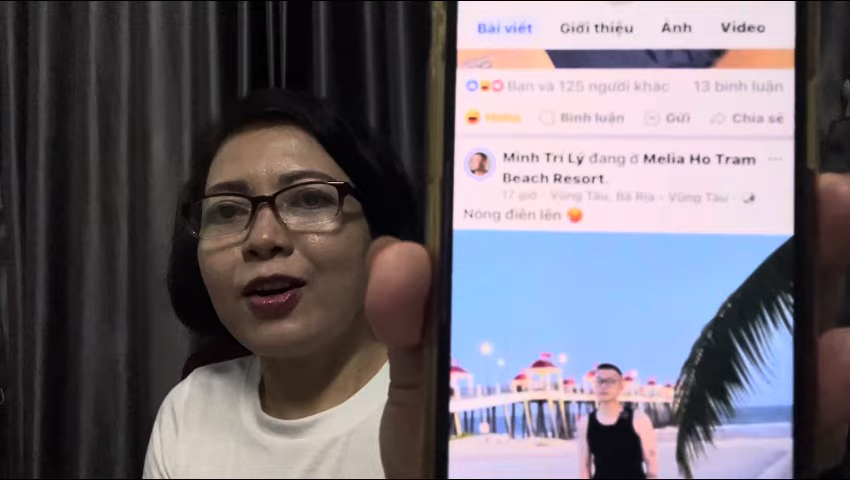 Bài viết Giới thiệu Ảnh Video
Bạn và 125 người khác 13 bình luận
Haha Bình luận Gửi Chia sẻ
Minh Trí Lý đang ở Melia Ho Tram
Beach Resort.
17 giờ · Vũng Tàu, Bà Rịa - Vũng Tàu ·
Nóng điên lên